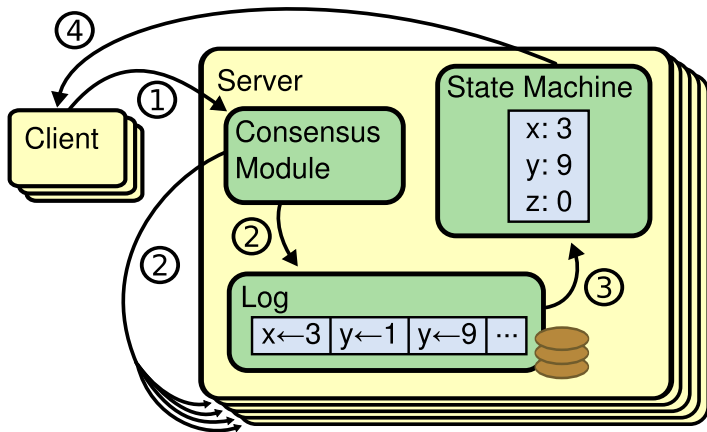 ④
①
Server
State Machine
Client
Consensus
Module
x: 3
y: 9
z: 0
②
②
③
Log
x←3 y←1 y←9 ···